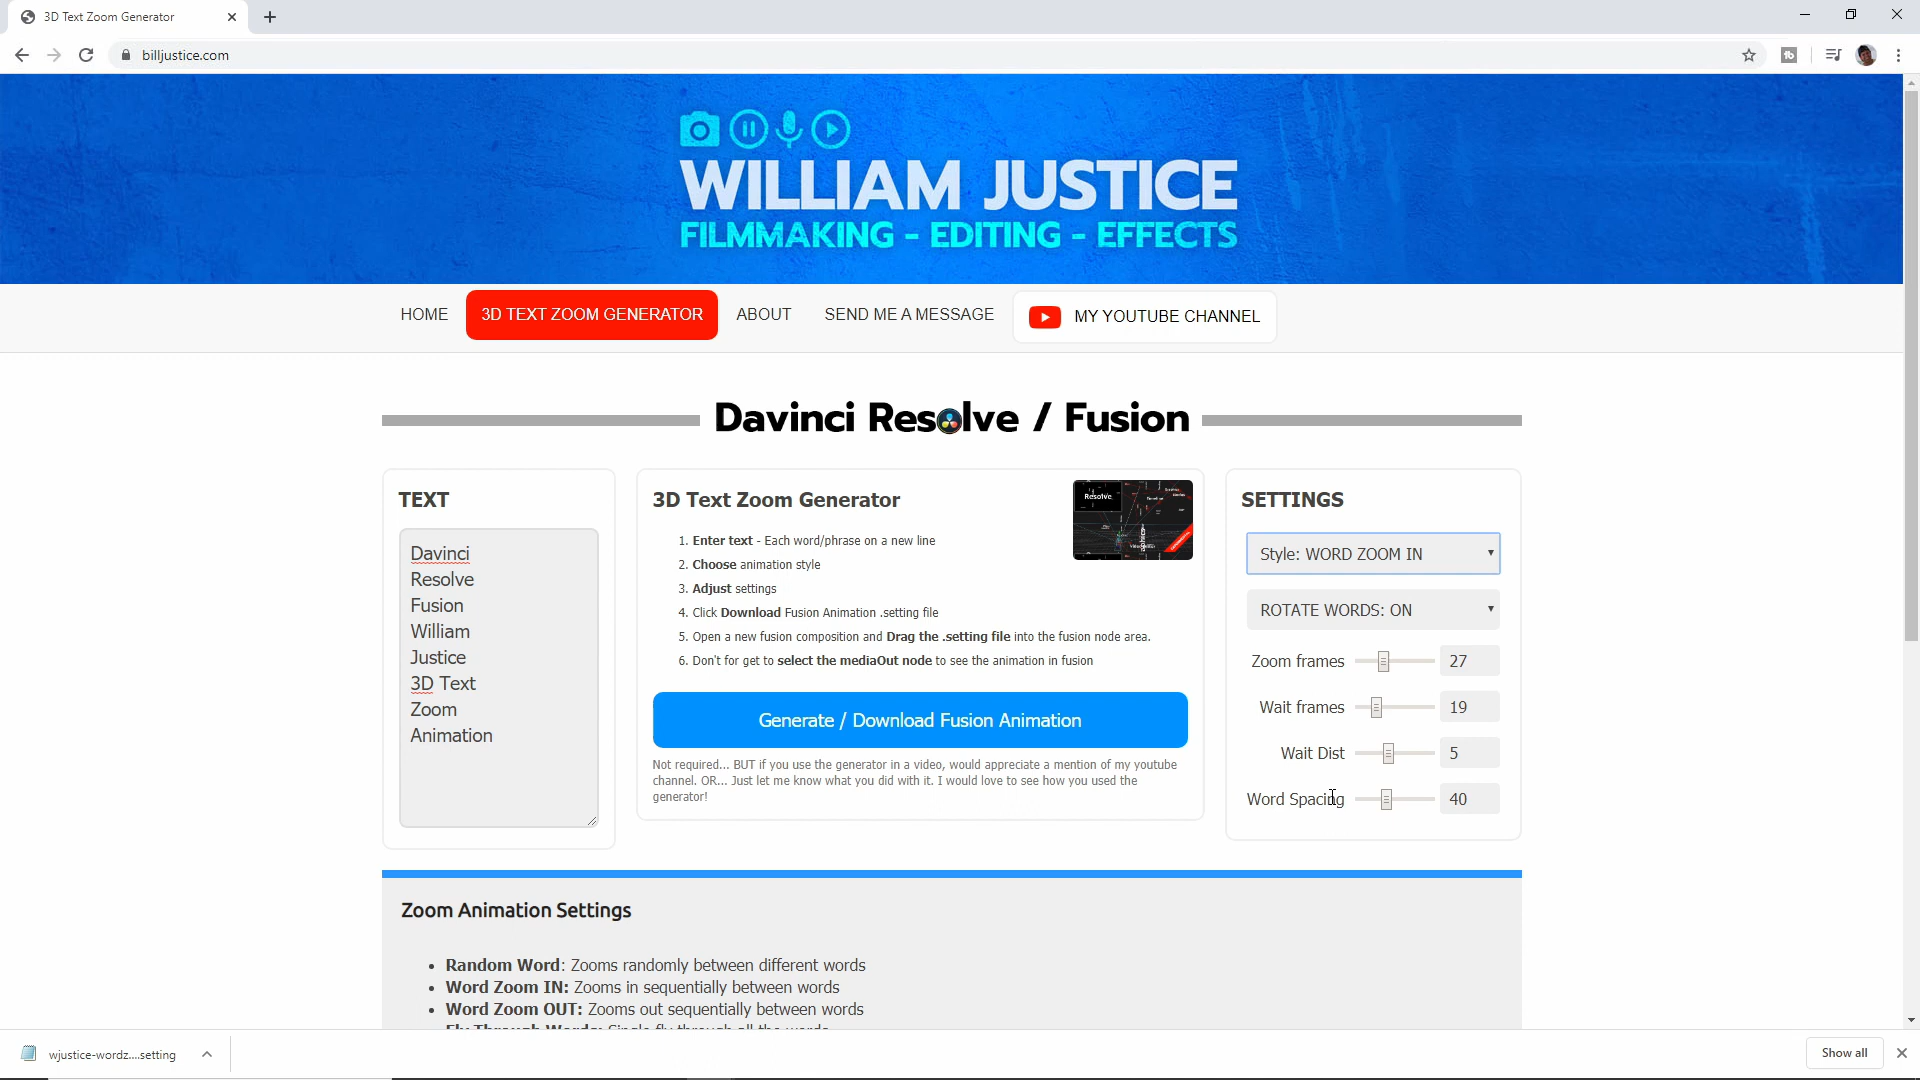 3D Text Zoom Generator
billjustice.com
WILLIAM JUSTICE
FILMMAKING - EDITING - EFFECTS
HOME
3D TEXT ZOOM GENERATOR
ABOUT
SEND ME A MESSAGE
MY YOUTUBE CHANNEL
Davinci Resolve / Fusion
TEXT
Davinci
Resolve
Fusion
William
Justice
3D Text
Zoom
Animation
3D Text Zoom Generator
Resolve
1. Enter text - Each word/phrase on a new line
2. Choose animation style
3. Adjust settings
4. Click Download Fusion Animation .setting file
5. Open a new fusion composition and Drag the .setting file into the fusion node area.
6. Don't for get to select the mediaOut node to see the animation in fusion
Generate / Download Fusion Animation
Not required... BUT if you use the generator in a video, would appreciate a mention of my youtube
channel. OR... Just let me know what you did with it. I would love to see how you used the
generator!
SETTINGS
Style: WORD ZOOM IN
ROTATE WORDS: ON
Zoom frames 27
Wait frames 19
Wait Dist 5
Word Spacing 40
Zoom Animation Settings
• Random Word: Zooms randomly between different words
• Word Zoom IN: Zooms in sequentially between words
• Word Zoom OUT: Zooms out sequentially between words
wjustice-wordz....setting
Show all